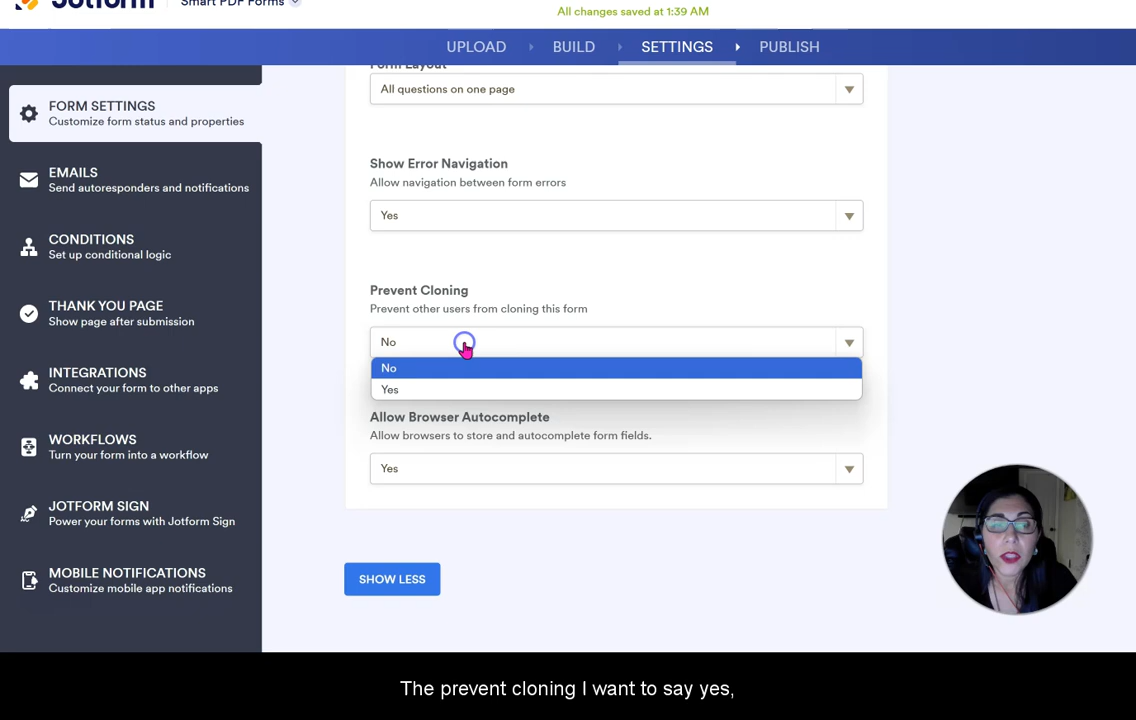 Jotform
Smart PDF Forms
All changes saved at 1:39 AM
UPLOAD
BUILD
SETTINGS
PUBLISH
FORM SETTINGS
Customize form status and properties
EMAILS
Send autoresponders and notifications
CONDITIONS
Set up conditional logic
THANK YOU PAGE
Show page after submission
INTEGRATIONS
Connect your form to other apps
WORKFLOWS
Turn your form into a workflow
JOTFORM SIGN
Power your forms with Jotform Sign
MOBILE NOTIFICATIONS
Customize mobile app notifications
Form Layout
All questions on one page
Show Error Navigation
Allow navigation between form errors
Yes
Prevent Cloning
Prevent other users from cloning this form
No
No
Yes
Allow Browser Autocomplete
Allow browsers to store and autocomplete form fields.
Yes
SHOW LESS
The prevent cloning I want to say yes,